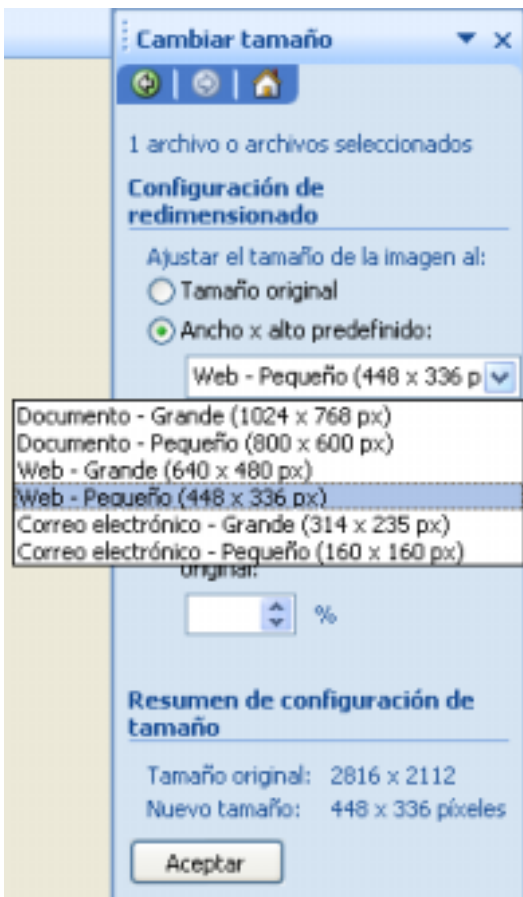 Cambiar tamaño
1 archivo o archivos seleccionados
Configuración de
redimensionado
Ajustar el tamaño de la imagen al:
Tamaño original
Ancho x alto predefinido:
Web - Pequeño (448 x 336 p
Documento - Grande (1024 x 768 px)
Documento - Pequeño (800 x 600 px)
Web - Grande (640 x 480 px)
Web - Pequeño (448 x 336 px)
Correo electrónico - Grande (314 x 235 px)
Correo electrónico - Pequeño (160 x 160 px)
original:
%
Resumen de configuración de
tamaño
Tamaño original: 2816 x 2112
Nuevo tamaño: 448 x 336 píxeles
Aceptar